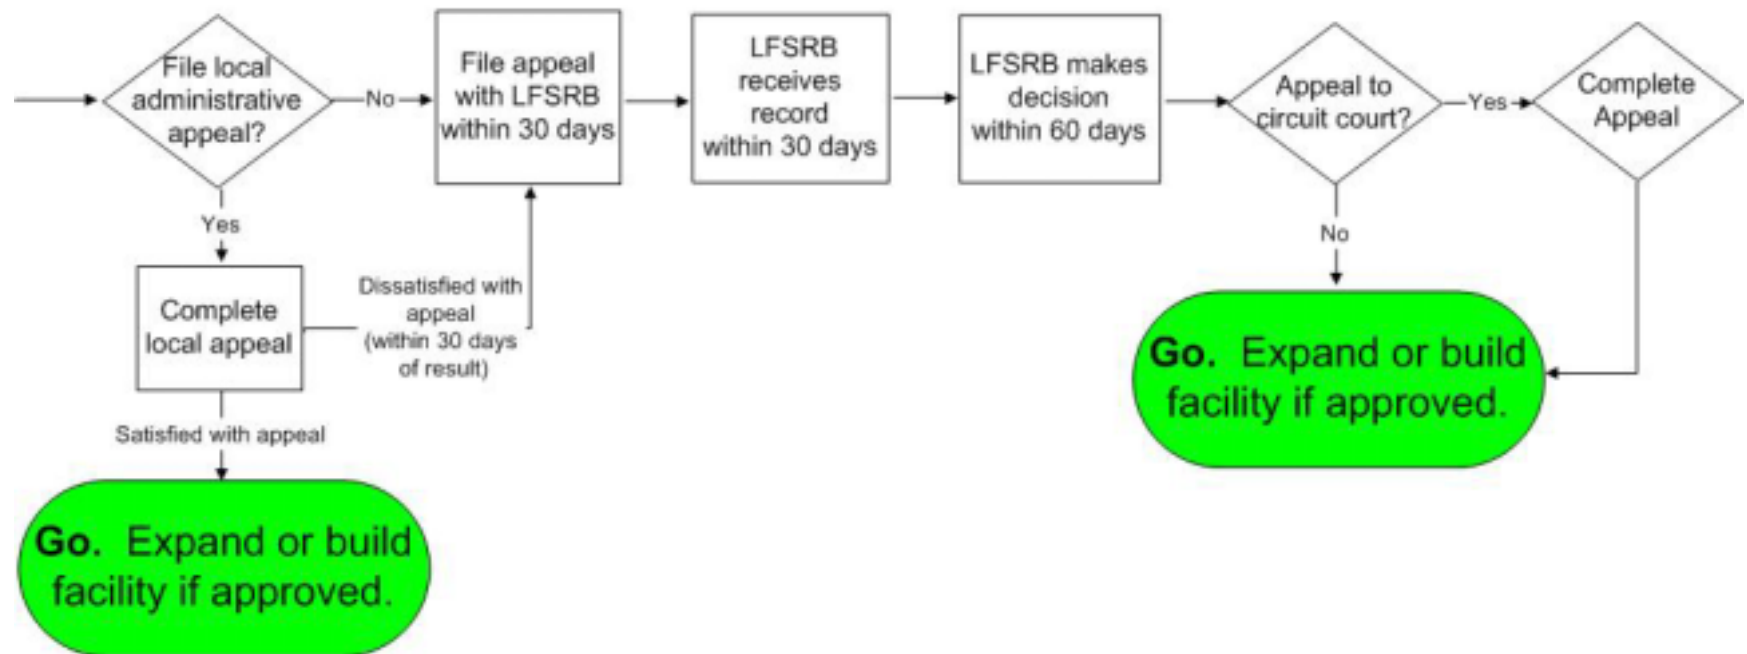 File local
administrative
appeal?
No
File appeal
with LFSRB
within 30 days
LFSRB
receives
record
within 30 days
LFSRB makes
decision
within 60 days
Appeal to
circuit court?
Yes
Complete
Appeal
Yes
No
Complete
local appeal
Dissatisfied with
appeal
(within 30 days
of result)
Go. Expand or build
facility if approved.
Satisfied with appeal
Go. Expand or build
facility if approved.